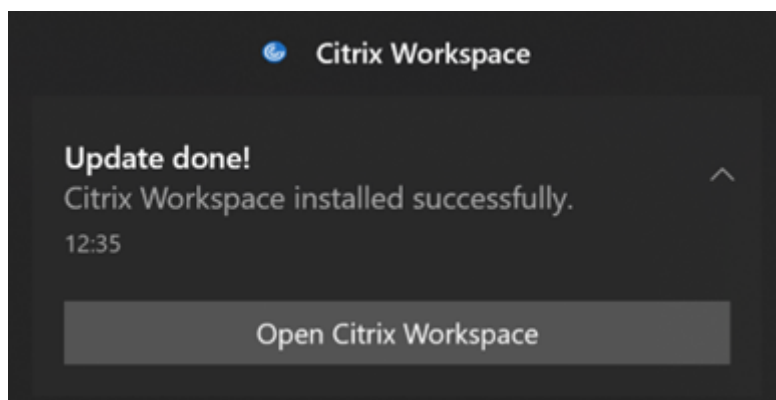 Citrix Workspace
Update done!
Citrix Workspace installed successfully.
12:35
Open Citrix Workspace